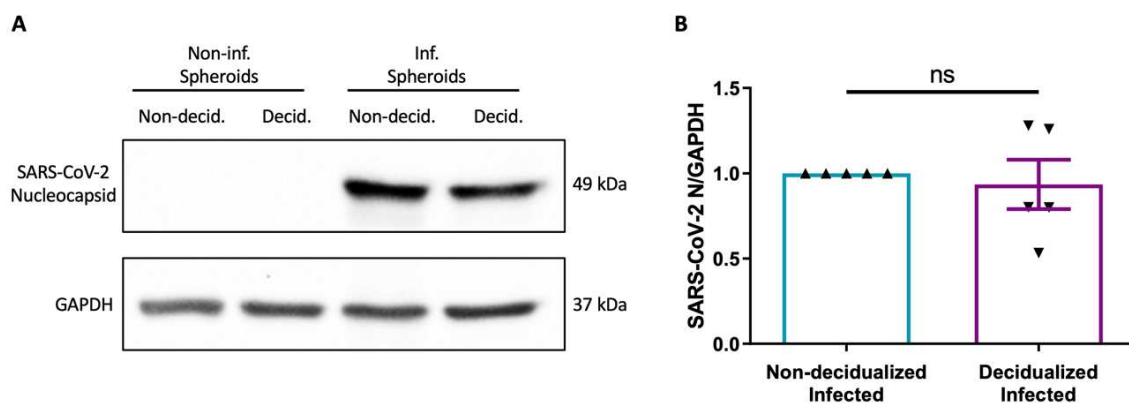 A
Non-inf.
Spheroids
Inf.
Spheroids
Non-decid.
Decid.
Non-decid.
Decid.
SARS-CoV-2
Nucleocapsid
49 kDa
GAPDH
37 kDa
B
ns
SARS-CoV-2 N/GAPDH
1.5
1.0
0.5
0.0
Non-decidualized
Infected
Decidualized
Infected